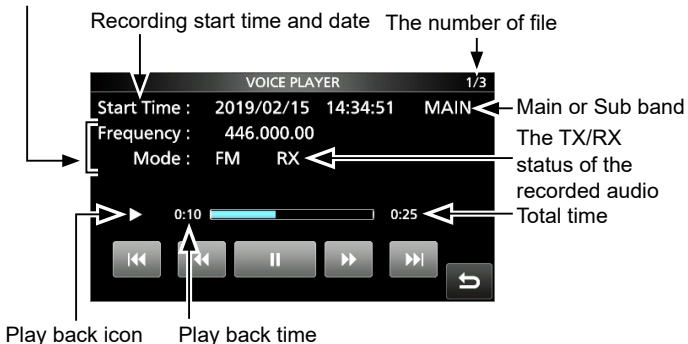 Recording start time and date
The number of file
VOICE PLAYER 1/3
Start Time : 2019/02/15 14:34:51 MAIN
Main or Sub band
Frequency : 446.000.00
The TX/RX
Mode : FM RX
status of the
recorded audio
0:10 0:25
Total time
Play back icon
Play back time